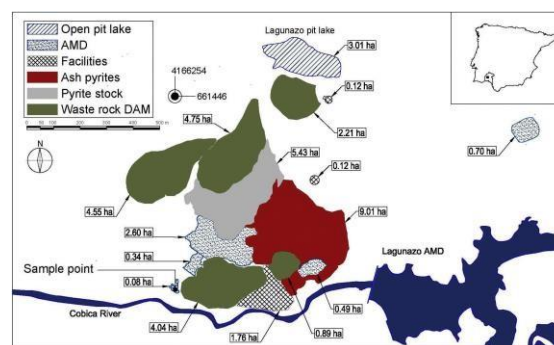 Open pit lake
AMD
Facilities
Ash pyrites
Pyrite stock
Waste rock DAM
4166254
661446
Lagunazo pit lake
3.01 ha
0.12 ha
2.21 ha
4.75 ha
5.43 ha
0.12 ha
0.70 ha
4.55 ha
9.01 ha
2.60 ha
0.34 ha
Sample point
0.08 ha
Lagunazo AMD
Cobica River
4.04 ha
1.76 ha
0.89 ha
0.49 ha